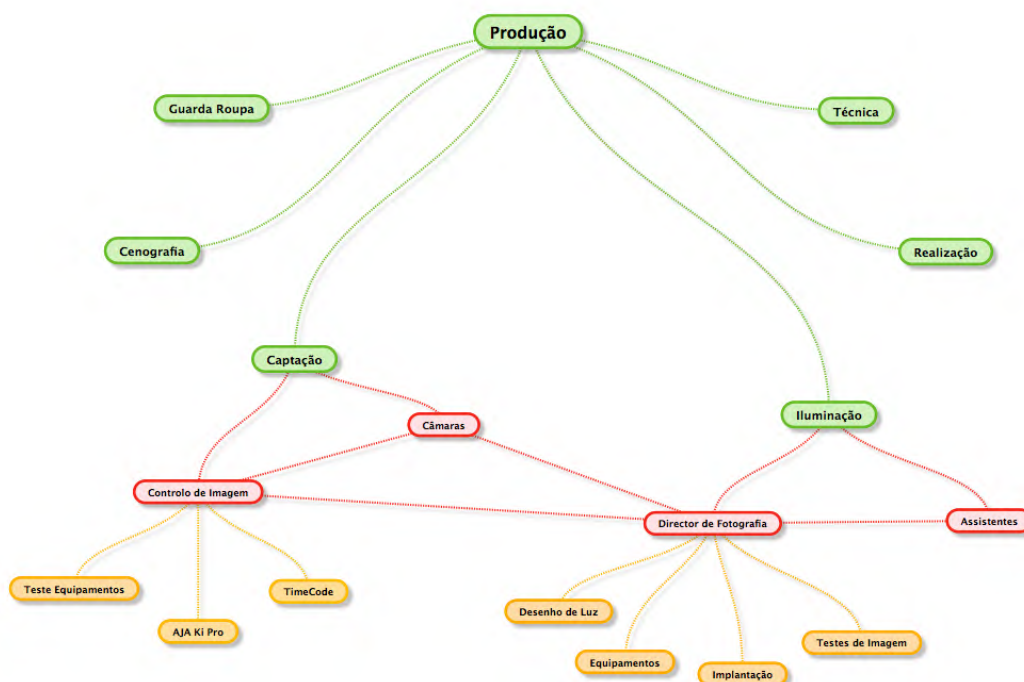 Produção
Guarda Roupa
Técnica
Cenografia
Realização
Captação
Iluminação
Câmaras
Controlo de Imagem
Director de Fotografia
Assistentes
Teste Equipamentos
TimeCode
AJA Ki Pro
Desenho de Luz
Equipamentos
Implantação
Testes de Imagem